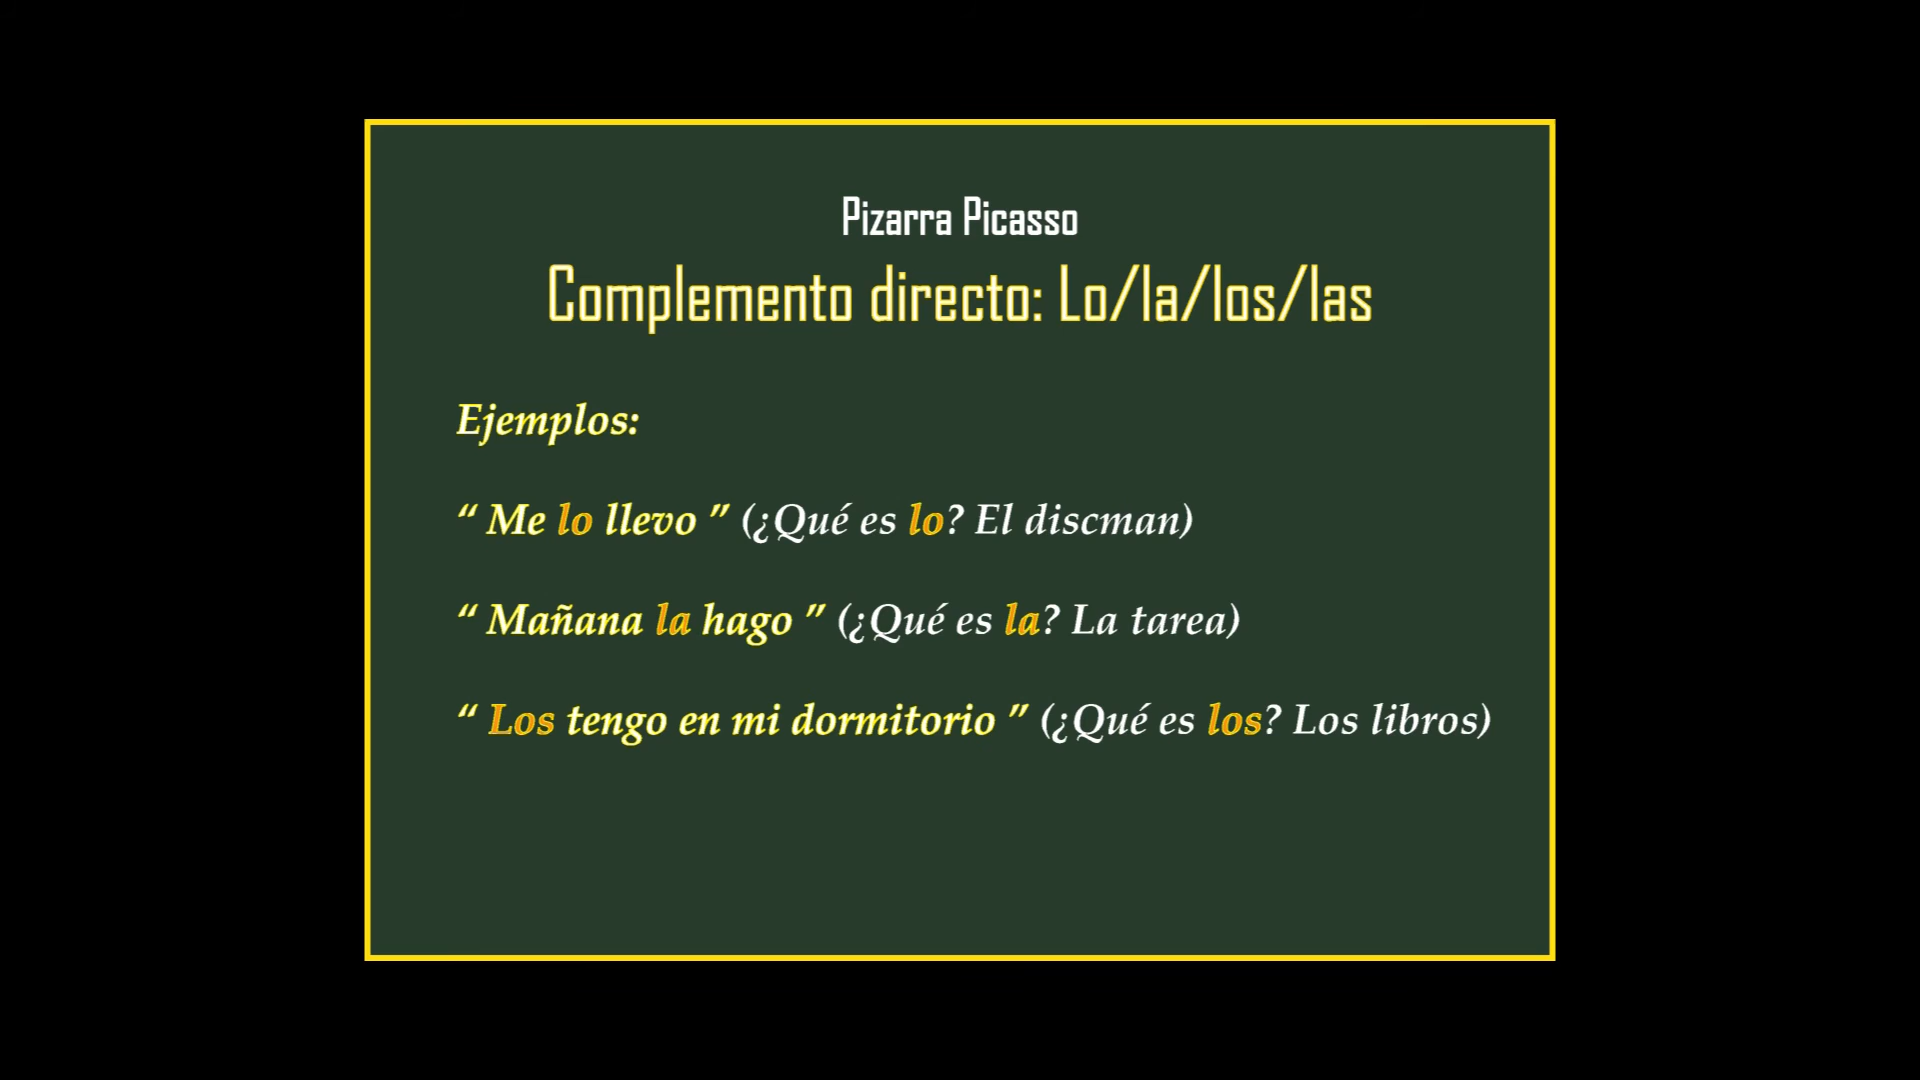 Pizarra Picasso
Complemento directo: Lo/la/los/las
Ejemplos:
“ Me lo llevo ” (¿Qué es lo? El discman)
“ Mañana la hago ” (¿Qué es la? La tarea)
“ Los tengo en mi dormitorio ” (¿Qué es los? Los libros)